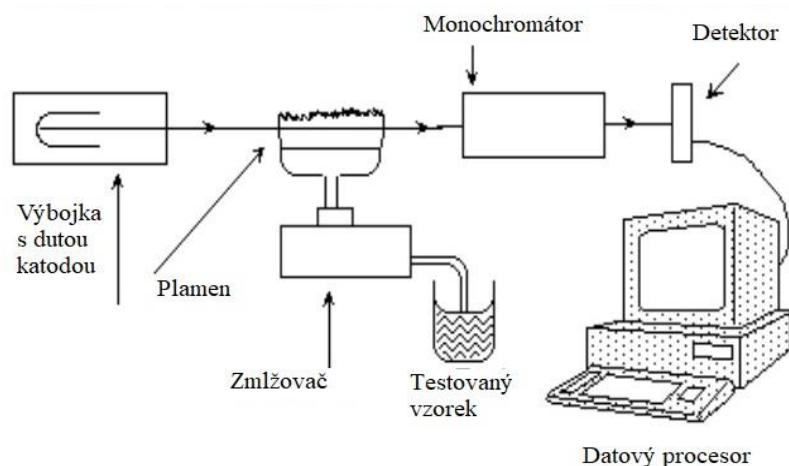 Monochromátor
Detektor
Výbojka
s dutou
katodou
Plamen
Zmlžovač
Testovaný
vzorek
Datový procesor